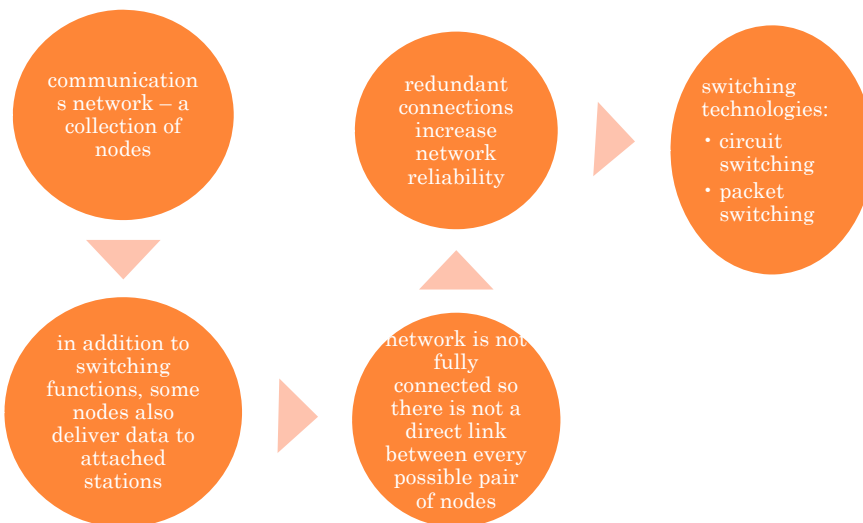 communication
s network – a
collection of
nodes
in addition to
switching
functions, some
nodes also
deliver data to
attached
stations
network is not
fully
connected so
there is not a
direct link
between every
possible pair
of nodes
redundant
connections
increase
network
reliability
switching
technologies:
• circuit
switching
• packet
switching